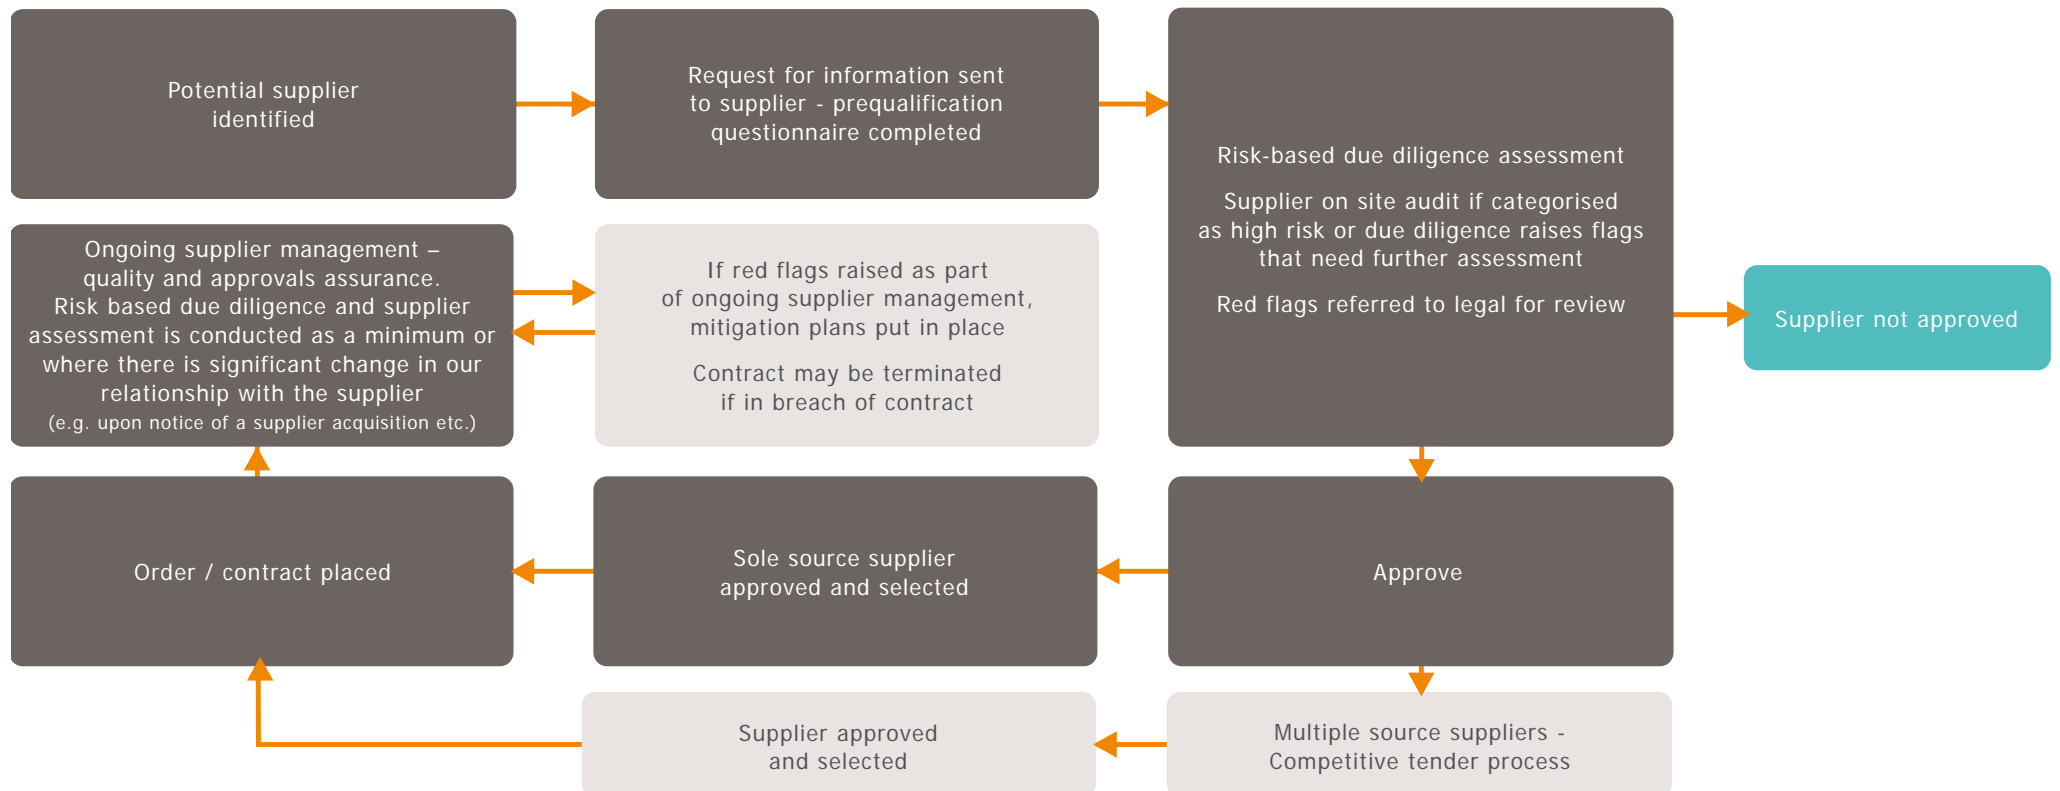 Potential supplier
identified
Request for information sent
to supplier - prequalification
questionnaire completed
Risk-based due diligence assessment
Supplier on site audit if categorised
as high risk or due diligence raises flags
that need further assessment
Red flags referred to legal for review
Supplier not approved
Ongoing supplier management –
quality and approvals assurance.
Risk based due diligence and supplier
assessment is conducted as a minimum or
where there is significant change in our
relationship with the supplier
(e.g. upon notice of a supplier acquisition etc.)
If red flags raised as part
of ongoing supplier management,
mitigation plans put in place
Contract may be terminated
if in breach of contract
Order / contract placed
Sole source supplier
approved and selected
Approve
Supplier approved
and selected
Multiple source suppliers -
Competitive tender process